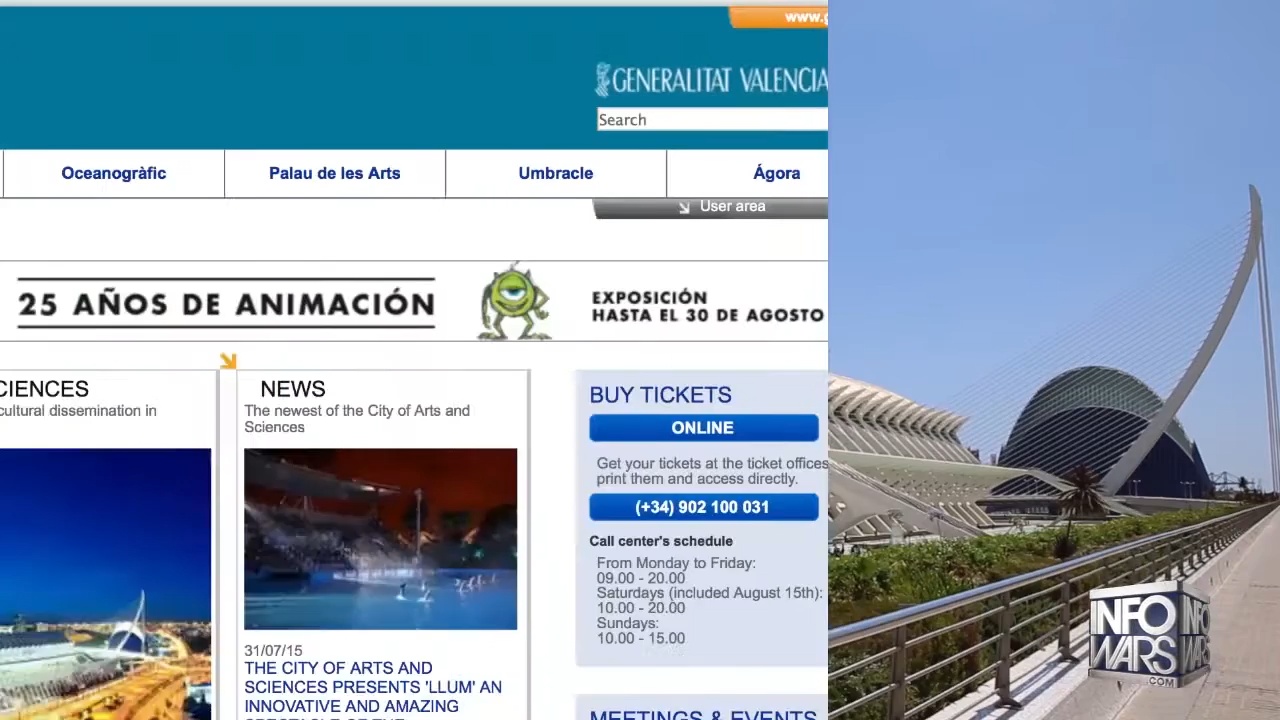 www.
GENERALITAT VALENCIA
Search
Oceanogràfic
Palau de les Arts
Umbracle
Ágora
User area
25 AÑOS DE ANIMACIÓN
EXPOSICIÓN
HASTA EL 30 DE AGOSTO
CIENCES
cultural dissemination in
NEWS
The newest of the City of Arts and
Sciences
31/07/15
THE CITY OF ARTS AND
SCIENCES PRESENTS 'LLUM' AN
INNOVATIVE AND AMAZING
BUY TICKETS
ONLINE
Get your tickets at the ticket offices
print them and access directly.
(+34) 902 100 031
Call center's schedule
From Monday to Friday:
09.00 - 20.00
Saturdays (included August 15th):
10.00 - 20.00
Sundays:
10.00 - 15.00
MEETINGS & EVENTS
INFO
WARS
.COM